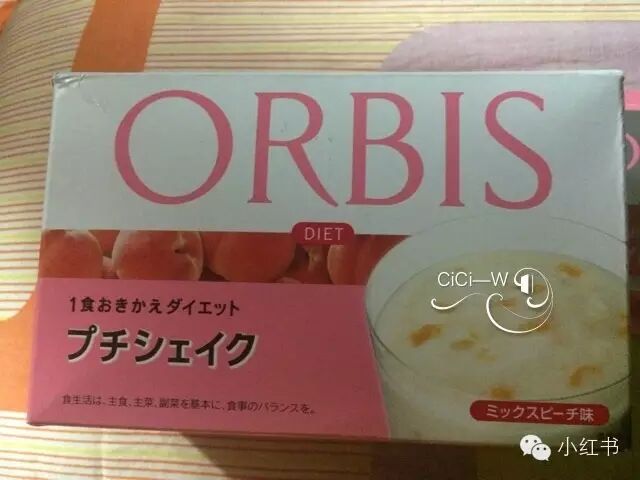 ORBIS
DIET
1食おきかえダイエット
プチシェイク
食生活は、主食、主菜、副菜を基本に、食事のバランスを。
CiCi—W
ミックスピーチ味
小红书